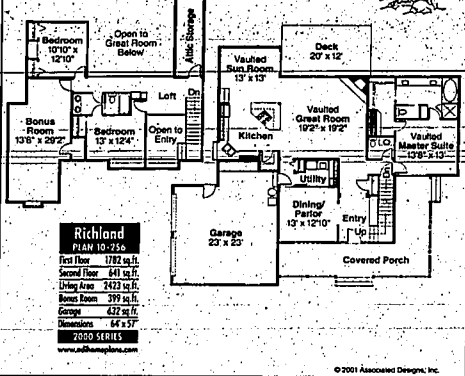 Bedroom
10'10" x
12'10"
Open to
Great Room
Below
Attic Storage
Bonus
Room
13'6" x 29'2"
Bedroom
13' x 12'4"
Loft
Dn
Open to
Entry
Vaulted
Sun Room
13' x 13'
Deck
20' x 12'
Vaulted
Great Room
19'2" x 19'2"
Kitchen
Vaulted
Master Suite
13'8" x 13'
Utility
Dn
Garage
23' x 23'
Dining/
Parlor
13' x 12'10"
Entry
Up
Covered Porch
Richland
PLAN 10-256
First Floor 1782 sq.ft.
Second Floor 641 sq.ft.
Living Area 2423 sq.ft.
Bonus Room 399 sq.ft.
Garage 632 sq.ft.
Dimensions 64' x 57'
2000 SERIES
www.adihomeplans.com
© 2001 Associated Designs, Inc.